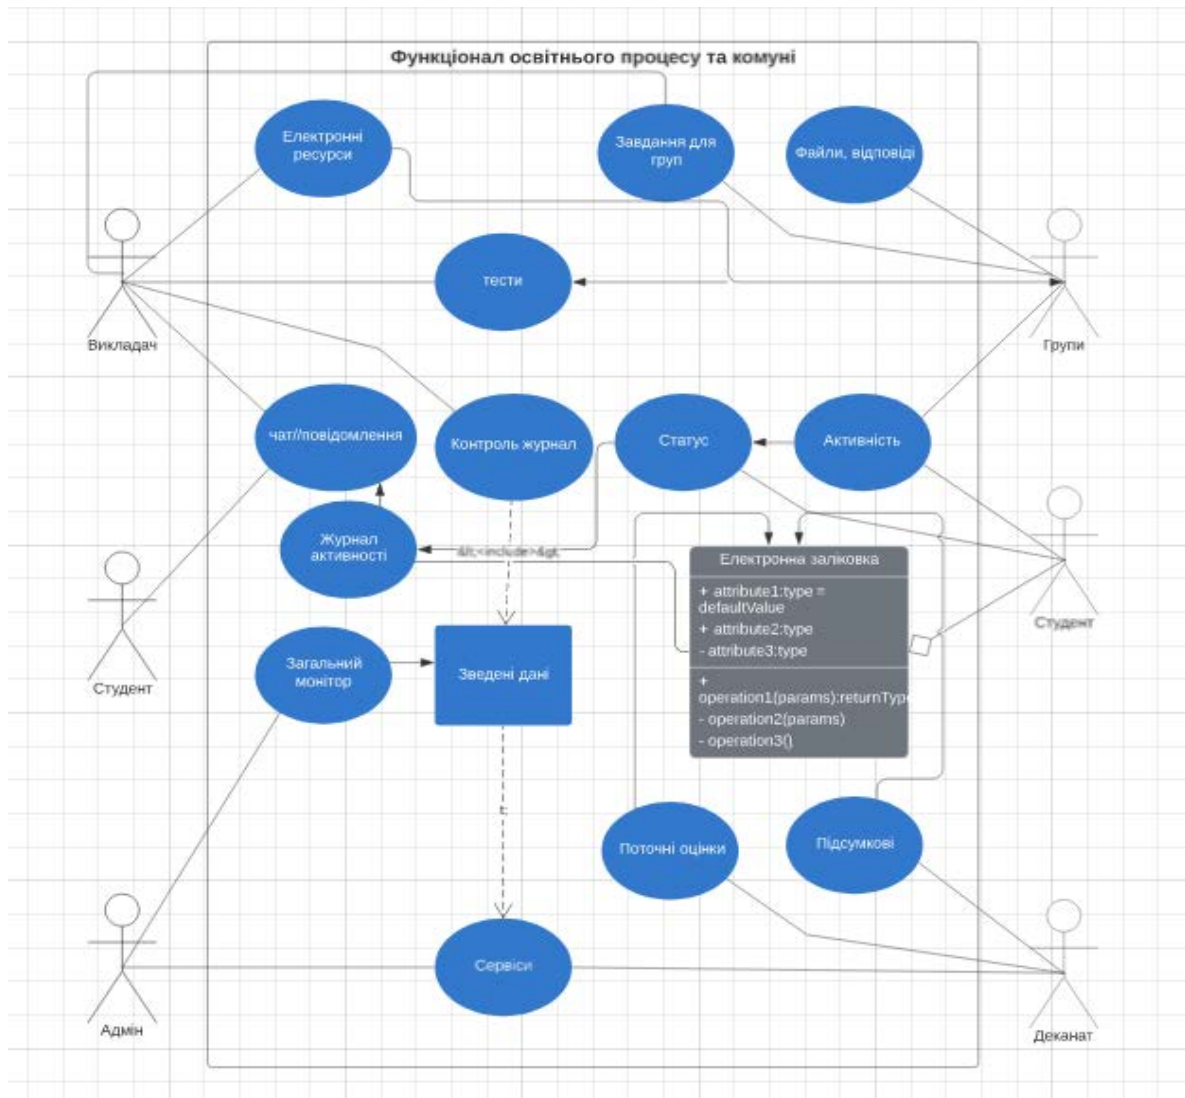 Функціонал освітнього процесу та комуні
Електронні
ресурси
Завдання для
груп
Файли, відповіді
тести
Викладач
Групи
чат//повідомлення
Контроль журнал
Статус
Активність
Журнал
активності
&lt;<include>&gt;
Електронна заліковка
+ attribute1:type =
defaultValue
+ attribute2:type
- attribute3:type
+
operation1(params):returnType
- operation2(params)
- operation3()
Студент
Загальний
монітор
Зведені дані
Студент
Поточні оцінки
Підсумкові
Сервіси
Адмін
Деканат